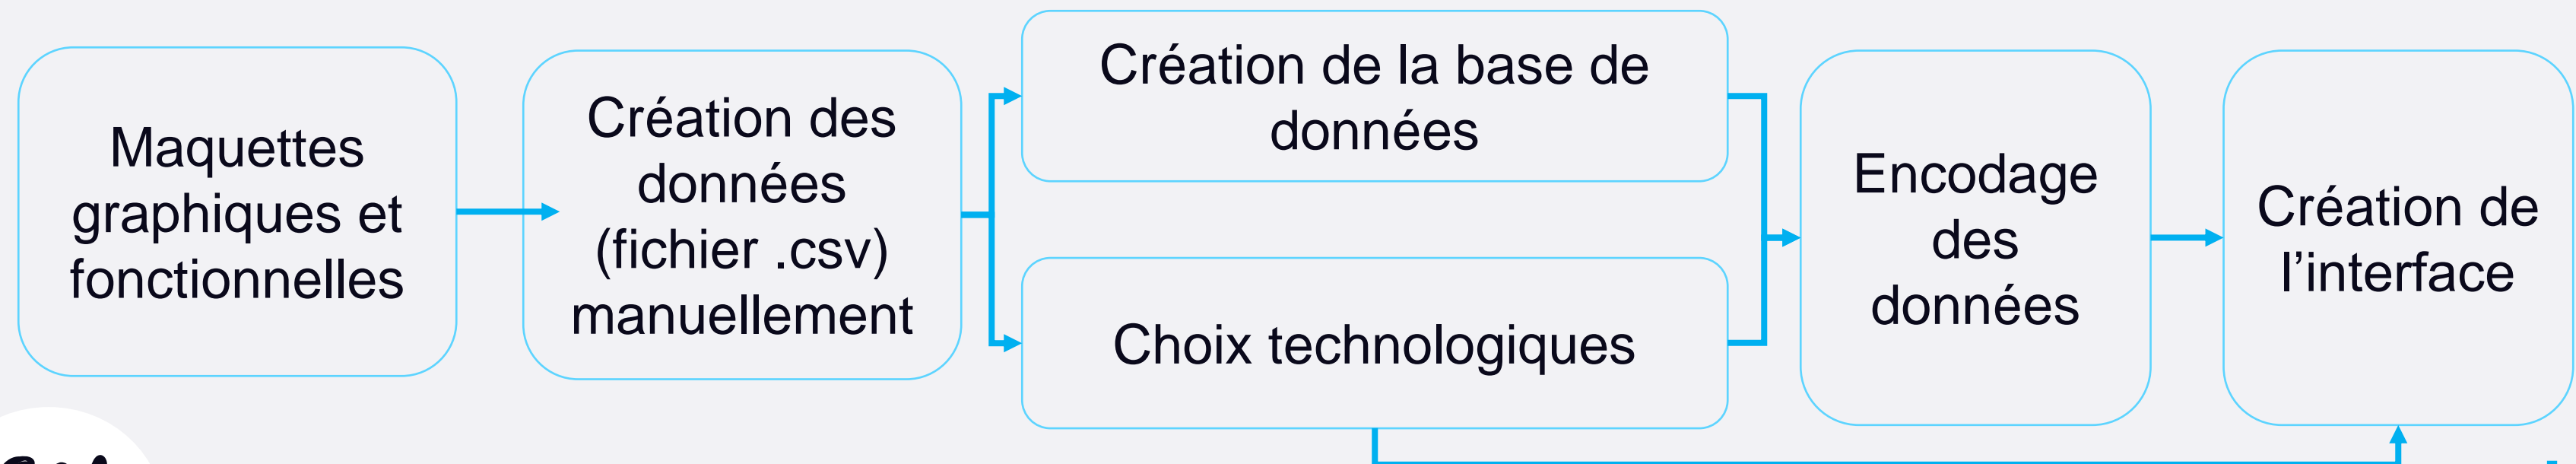 Maquettes
graphiques et
fonctionnelles
Création des
données
(fichier .csv)
manuellement
Création de la base de
données
Choix technologiques
Encodage
des
données
Création de
l’interface